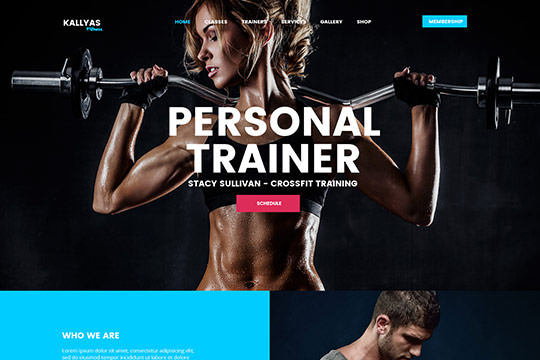 KALLYAS
Fitness
HOME CLASSES TRAINERS SERVICES GALLERY SHOP
MEMBERSHIP
PERSONAL
TRAINER
STACY SULLIVAN - CROSSFIT TRAINING
SCHEDULE
WHO WE ARE
Lorem ipsum dolor sit amet, consectetur adipiscing elit,
sed do eiusmod tempor incididunt ut labore et dolore